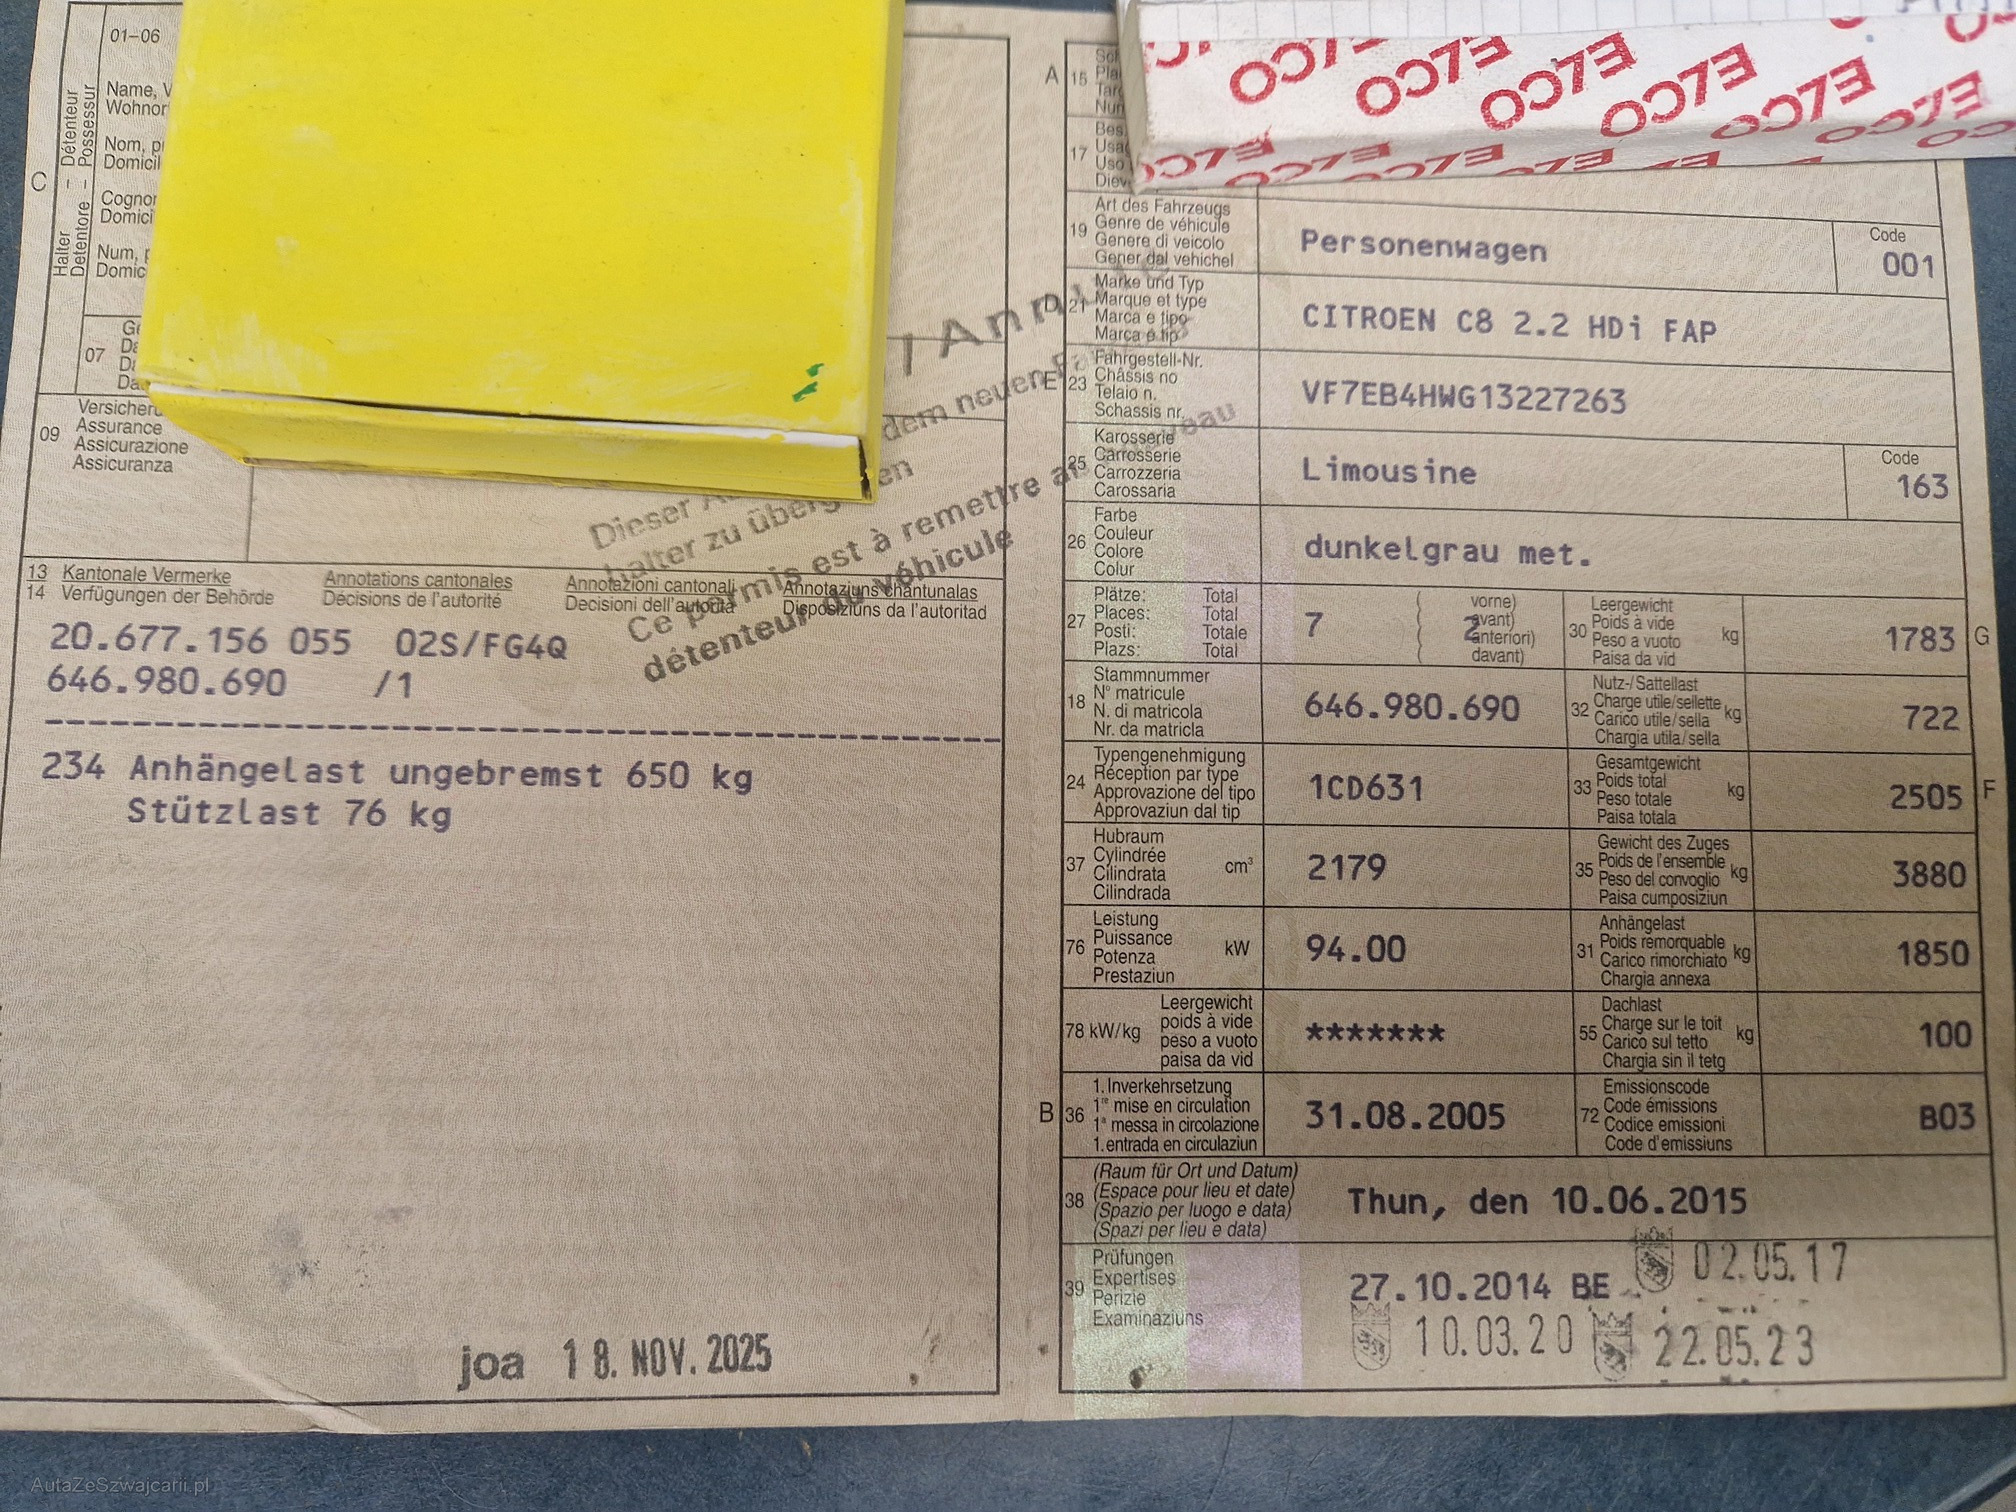 01-06
Halter – Détenteur
Detentore – Possessur
C
Name,
Nom,
Domicil
07
Versicheru
Assurance
Assicurazione
Assicuranza
09
13 Kantonale Vermerke Annotations cantonales Annotazioni cantonali Annotaziuns chantunalas
14 Verfügungen der Behörde Décisions de l'autorité Decisioni dell'autorità Disposiziuns da l'autoritad
20.677.156 055 02S/FG4Q
646.980.690 /1
234 Anhängelast ungebremst 650 kg
Stützlast 76 kg
joa 18. NOV. 2025
Dieser
dem neuen
halter zu
Ce permis est à remettre au
nouveau
détenteur du véhicule
ELCO ELCO ELCO ELCO ELCO ELCO
A 15
17
19 Art des Fahrzeugs
Genre de véhicule
Genere di veicolo
Gener dal vehichel
Personenwagen
Code
001
D 21 Marke und Typ
Marque et type
Marca e tipo
Marca e tip
CITROEN C8 2.2 HDi FAP
E 23 Fahrgestell-Nr.
Châssis no
Telaio n.
Schassis nr.
VF7EB4HWG13227263
25 Karosserie
Carrosserie
Carrozzeria
Carossaria
Limousine
Code
163
26 Farbe
Couleur
Colore
Colur
dunkelgrau met.
27 Plätze: Total
Places: Total
Posti: Totale
Plazs: Total
7
2
vorne)
avant)
anteriori)
davant)
30 Leergewicht
Poids à vide
Peso a vuoto
Paisa da vid
kg
1783 G
18 Stammnummer
N° matricule
N. di matricola
Nr. da matricla
646.980.690
32 Nutz-/Sattellast
Charge utile/sellette
Carico utile/sella
Chargia utila/sella
kg
722
24 Typengenehmigung
Réception par type
Approvazione del tipo
Approvaziun dal tip
1CD631
33 Gesamtgewicht
Poids total
Peso totale
Paisa totala
kg
2505 F
37 Hubraum
Cylindrée
Cilindrata
Cilindrada
cm³
2179
35 Gewicht des Zuges
Poids de l'ensemble
Peso del convoglio
Paisa cumposiziun
kg
3880
76 Leistung
Puissance
Potenza
Prestaziun
kW
94.00
31 Anhängelast
Poids remorquable
Carico rimorchiato
Chargia annexa
kg
1850
78 kW/kg Leergewicht
poids à vide
peso a vuoto
paisa da vid
*******
55 Dachlast
Charge sur le toit
Carico sul tetto
Chargia sin il tetg
kg
100
B 36 1. Inverkehrsetzung
1re mise en circulation
1a messa in circolazione
1. entrada en circulaziun
31.08.2005
72 Emissionscode
Code émissions
Codice emissioni
Code d'emissiuns
B03
38 (Raum für Ort und Datum)
(Espace pour lieu et date)
(Spazio per luogo e data)
(Spazi per lieu e data)
Thun, den 10.06.2015
39 Prüfungen
Expertises
Perizie
Examinaziuns
27.10.2014 BE 02.05.17
10.03.20 22.05.23
AutaZeSzwajcarii.pl